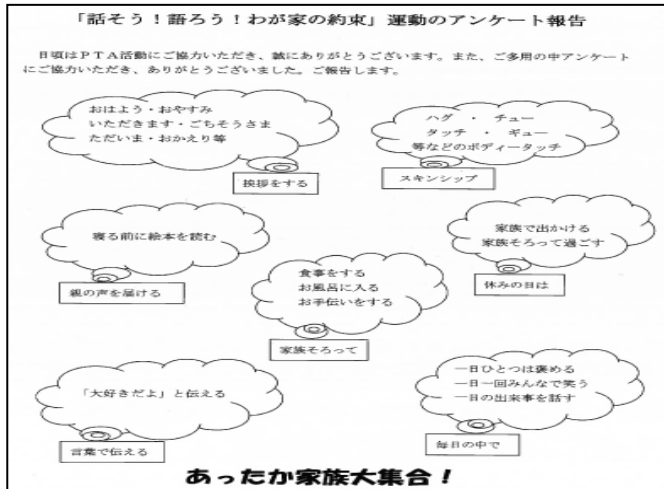 「話そう！語ろう！わが家の約束」運動のアンケート報告
日頃はＰＴＡ活動にご協力いただき、誠にありがとうございます。また、ご多用の中アンケート
にご協力いただき、ありがとうございました。ご報告します。
おはよう・おやすみ
いただきます・ごちそうさま
ただいま・おかえり等
挨拶をする
ハグ ・ チュー
タッチ ・ ギュー
等などのボディータッチ
スキンシップ
寝る前に絵本を読む
親の声を届ける
食事をする
お風呂に入る
お手伝いをする
家族そろって
家族で出かける
家族そろって過ごす
休みの日は
「大好きだよ」と伝える
言葉で伝える
一日ひとつは褒める
一日一回みんなで笑う
一日の出来事を話す
毎日の中で
あったか家族大集合！